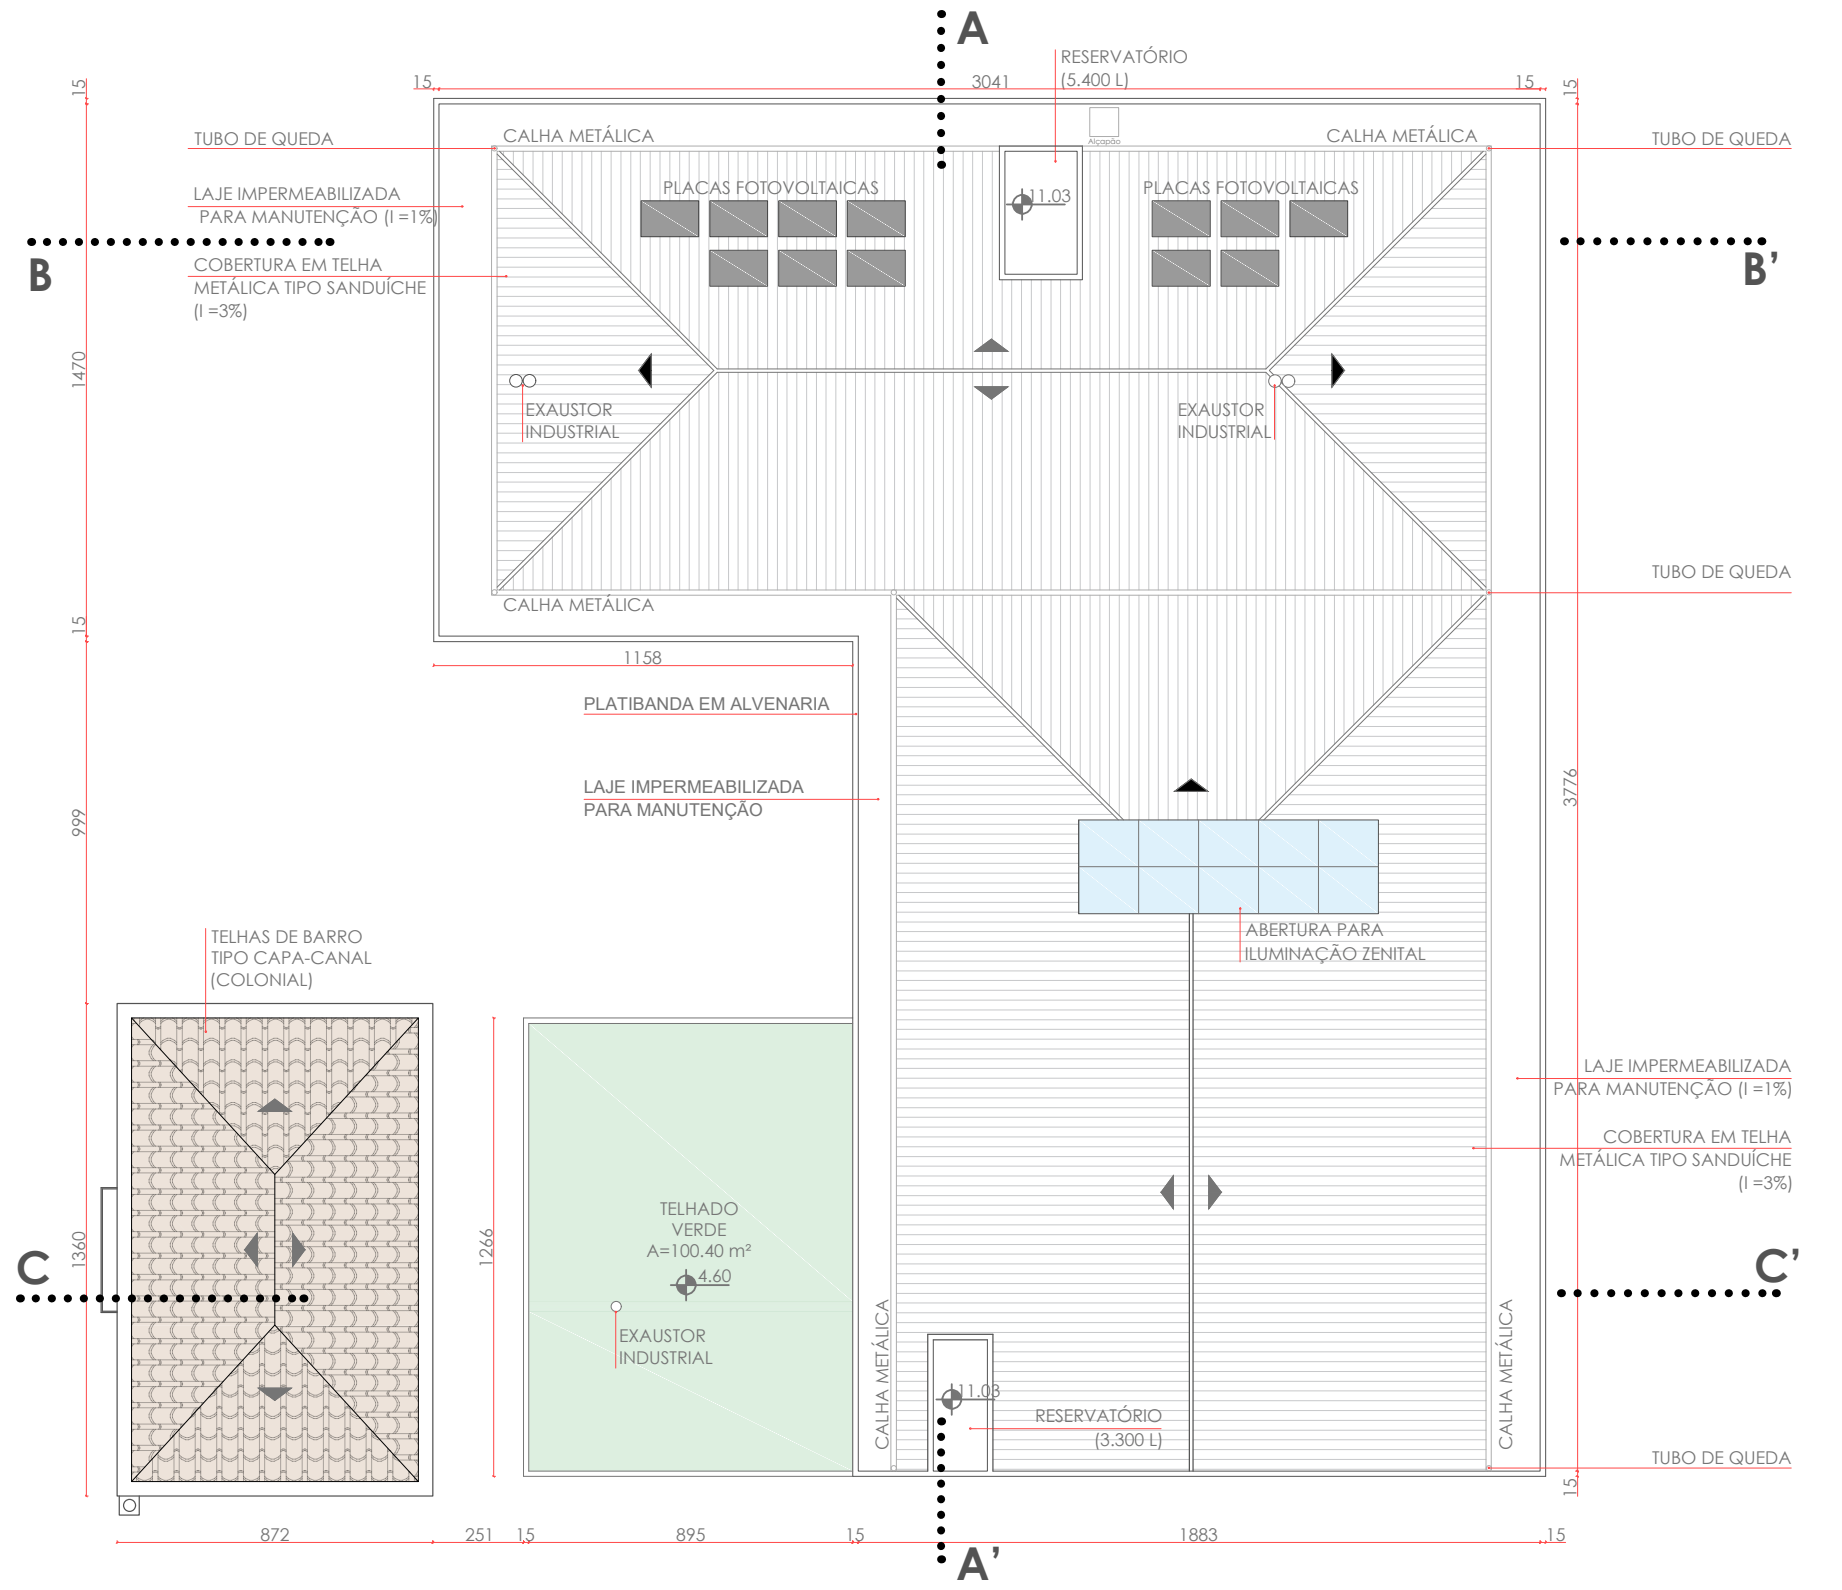 A
RESERVATÓRIO
(5.400 L)
15
3041
15
15
15
TUBO DE QUEDA
CALHA METÁLICA
Alçapão
CALHA METÁLICA
TUBO DE QUEDA
LAJE IMPERMEABILIZADA
PARA MANUTENÇÃO (I =1%)
PLACAS FOTOVOLTAICAS
11.03
PLACAS FOTOVOLTAICAS
B
COBERTURA EM TELHA
METÁLICA TIPO SANDUÍCHE
(I =3%)
B'
1470
EXAUSTOR
INDUSTRIAL
EXAUSTOR
INDUSTRIAL
TUBO DE QUEDA
CALHA METÁLICA
15
1158
PLATIBANDA EM ALVENARIA
LAJE IMPERMEABILIZADA
PARA MANUTENÇÃO
999
3776
TELHAS DE BARRO
TIPO CAPA-CANAL
(COLONIAL)
ABERTURA PARA
ILUMINAÇÃO ZENITAL
LAJE IMPERMEABILIZADA
PARA MANUTENÇÃO (I =1%)
COBERTURA EM TELHA
METÁLICA TIPO SANDUÍCHE
(I =3%)
TELHADO
VERDE
A=100.40 m²
4.60
1360
1266
C
C'
EXAUSTOR
INDUSTRIAL
CALHA METÁLICA
CALHA METÁLICA
11.03
RESERVATÓRIO
(3.300 L)
TUBO DE QUEDA
15
872
251
15
895
15
1883
15
A'